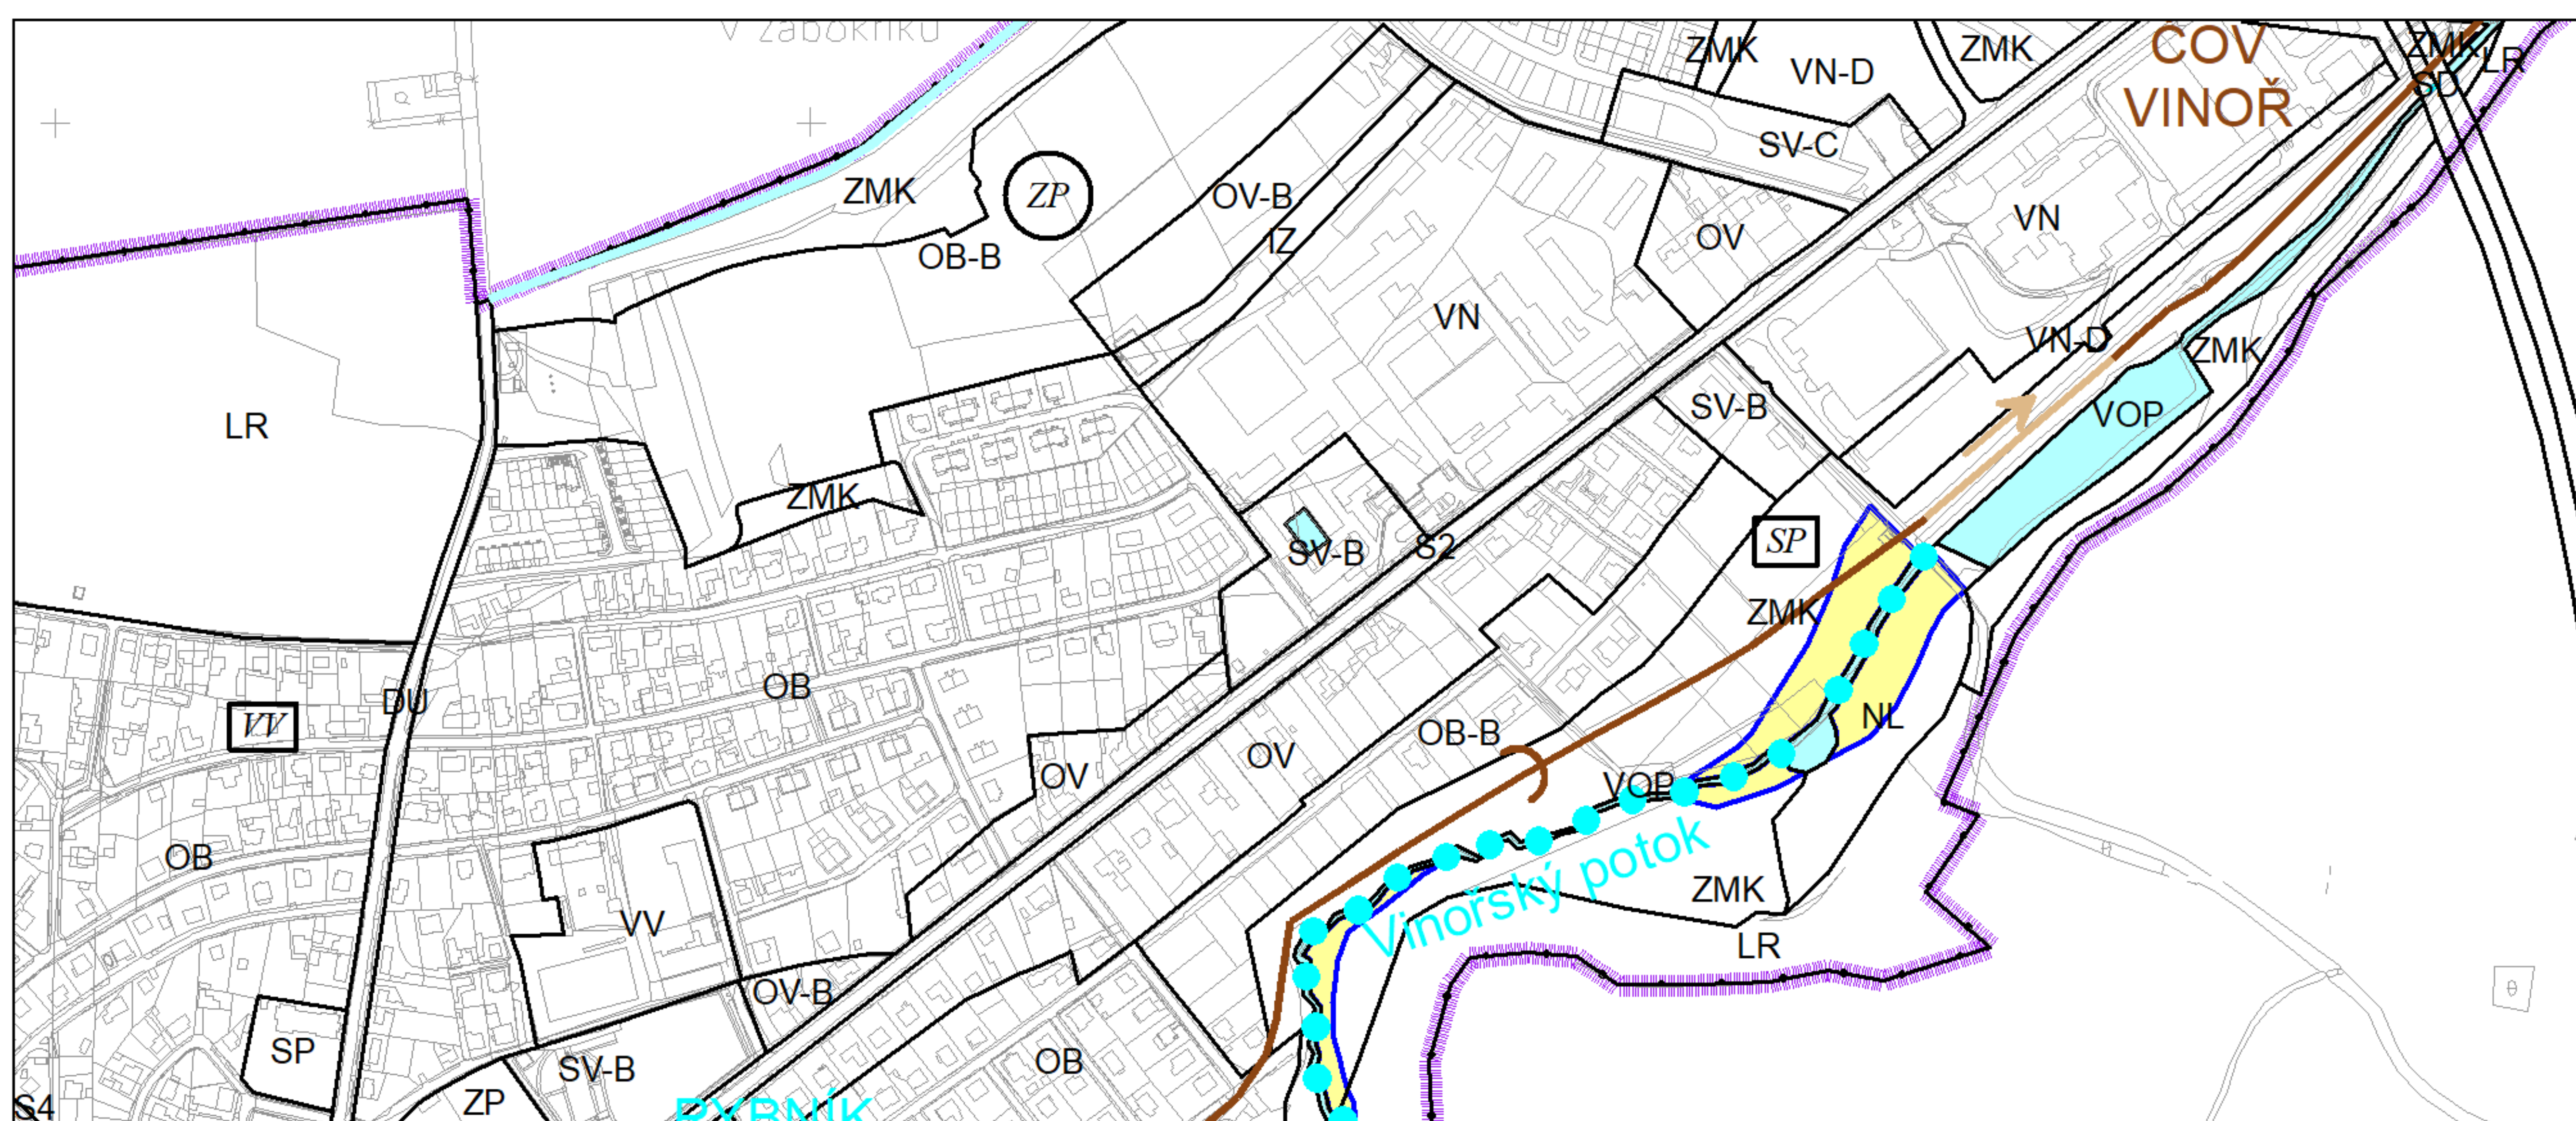 V žabokřiku
ZMK
VN-D
ZMK
COV
VINOŘ
ZMK
LR
SD
SV-C
ZMK
ZP
OV-B
IZ
OV
VN
OB-B
VN
VN-D
ZMK
LR
SV-B
VOP
ZMK
SV-B
S2
SP
ZMK
OB
DU
VV
NL
OB-B
OV
OV
VOP
Vinořský potok
OB
VV
ZMK
LR
OV-B
SP
SV-B
OB
ZP
S4
RYBNÍK